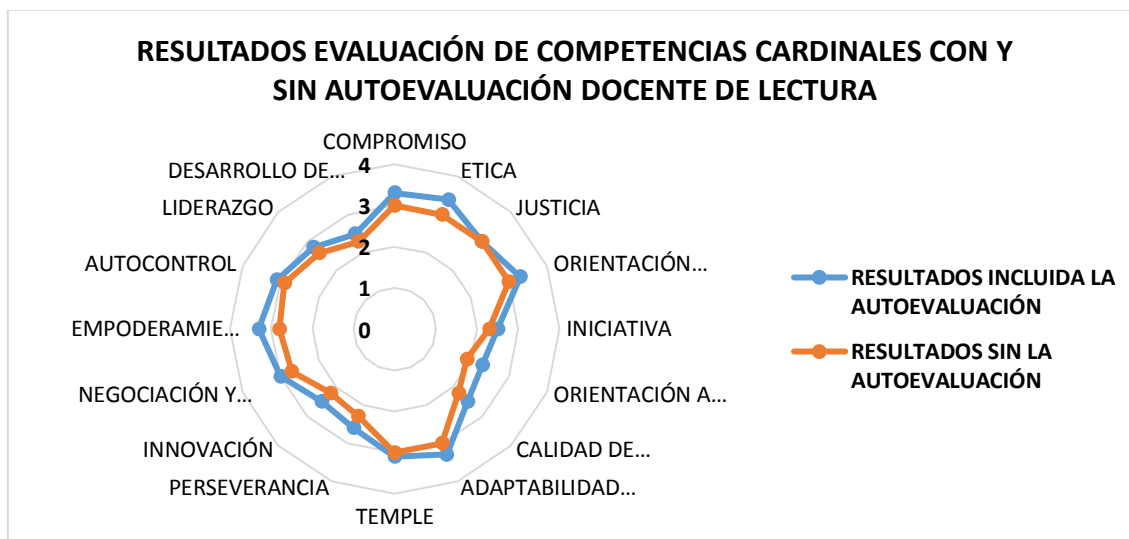 RESULTADOS EVALUACIÓN DE COMPETENCIAS CARDINALES CON Y
SIN AUTOEVALUACIÓN DOCENTE DE LECTURA
COMPROMISO
ETICA
JUSTICIA
ORIENTACIÓN...
INICIATIVA
ORIENTACIÓN A...
CALIDAD DE...
ADAPTABILIDAD...
TEMPLE
PERSEVERANCIA
INNOVACIÓN
NEGOCIACIÓN Y...
EMPODERAMIE...
AUTOCONTROL
LIDERAZGO
DESARROLLO DE...
4
3
2
1
0
RESULTADOS INCLUIDA LA
AUTOEVALUACIÓN
RESULTADOS SIN LA
AUTOEVALUACIÓN